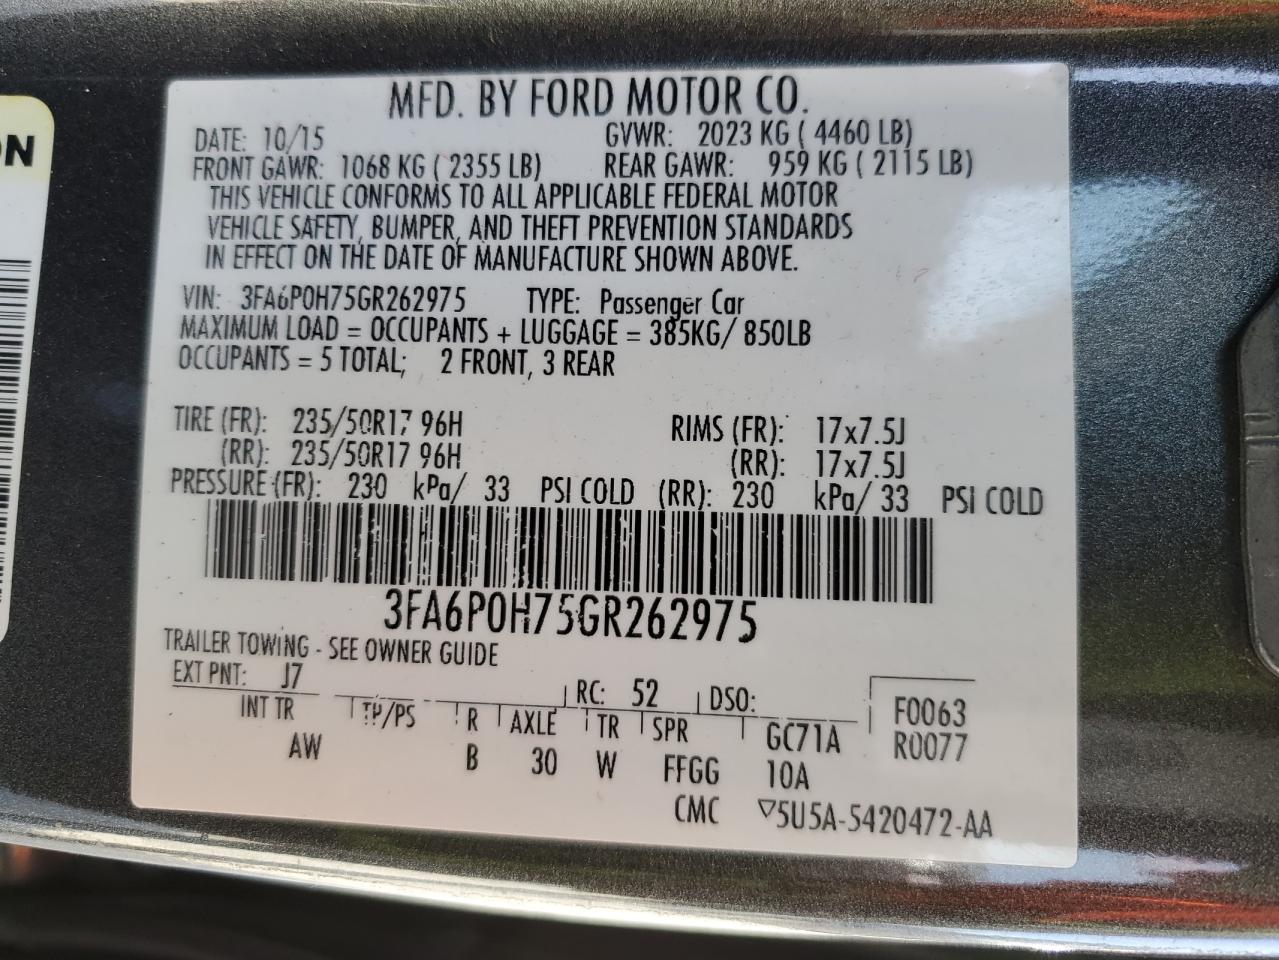 ON
MFD. BY FORD MOTOR CO.
DATE: 10/15 GVWR: 2023 KG ( 4460 LB)
FRONT GAWR: 1068 KG ( 2355 LB) REAR GAWR: 959 KG ( 2115 LB)
THIS VEHICLE CONFORMS TO ALL APPLICABLE FEDERAL MOTOR
VEHICLE SAFETY, BUMPER, AND THEFT PREVENTION STANDARDS
IN EFFECT ON THE DATE OF MANUFACTURE SHOWN ABOVE.
VIN: 3FA6P0H75GR262975 TYPE: Passenger Car
MAXIMUM LOAD = OCCUPANTS + LUGGAGE = 385KG/ 850LB
OCCUPANTS = 5 TOTAL; 2 FRONT, 3 REAR
TIRE (FR): 235/50R17 96H RIMS (FR): 17x7.5J
(RR): 235/50R17 96H (RR): 17x7.5J
PRESSURE (FR): 230 kPa/ 33 PSI COLD (RR): 230 kPa/ 33 PSI COLD
3FA6P0H75GR262975
TRAILER TOWING - SEE OWNER GUIDE
EXT PNT: J7 RC: 52 DSO: F0063
INT TR TP/PS R AXLE TR SPR GC71A R0077
AW B 30 W FFGG 10A
CMC ▽5U5A-5420472-AA